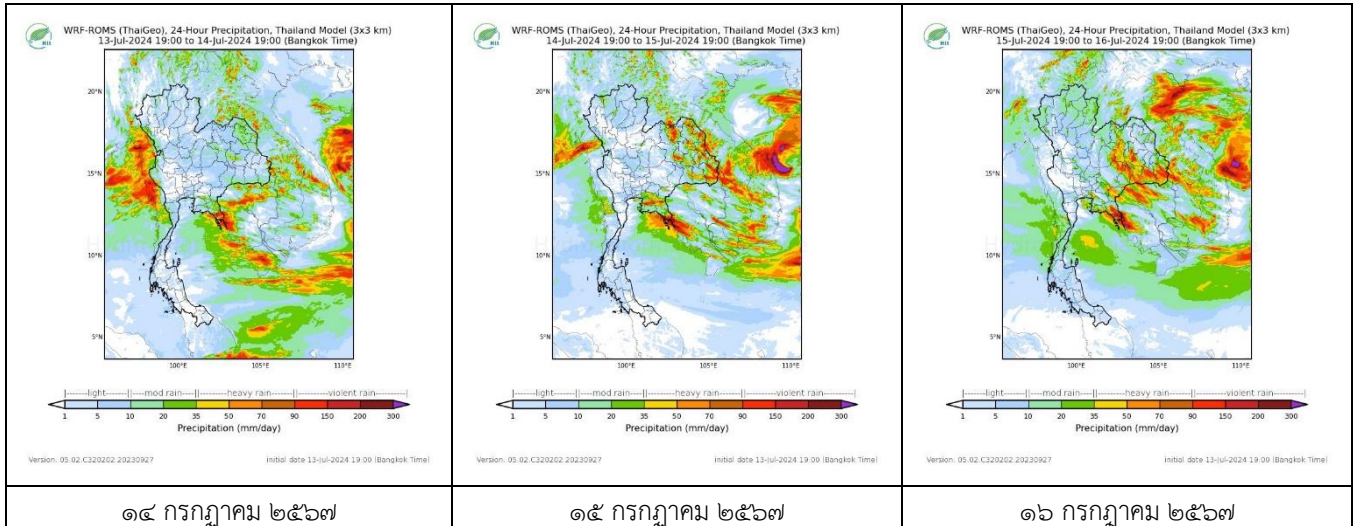 WRF-ROMS (ThaiGeo), 24-Hour Precipitation, Thailand Model (3x3 km)
13-Jul-2024 19:00 to 14-Jul-2024 19:00 (Bangkok Time)
HII
20°N
15°N
10°N
5°N
100°E 105°E 110°E
light mod rain heavy rain violent rain
1 5 10 20 35 50 70 90 150 200 300
Precipitation (mm/day)
Version: 05.02.C320202.20230927 initial date 13-Jul-2024 19:00 (Bangkok Time)
๑๔ กรกฎาคม ๒๕๖๗
WRF-ROMS (ThaiGeo), 24-Hour Precipitation, Thailand Model (3x3 km)
14-Jul-2024 19:00 to 15-Jul-2024 19:00 (Bangkok Time)
HII
20°N
15°N
10°N
5°N
100°E 105°E 110°E
light mod rain heavy rain violent rain
1 5 10 20 35 50 70 90 150 200 300
Precipitation (mm/day)
Version: 05.02.C320202.20230927 initial date 13-Jul-2024 19:00 (Bangkok Time)
๑๕ กรกฎาคม ๒๕๖๗
WRF-ROMS (ThaiGeo), 24-Hour Precipitation, Thailand Model (3x3 km)
15-Jul-2024 19:00 to 16-Jul-2024 19:00 (Bangkok Time)
HII
20°N
15°N
10°N
5°N
100°E 105°E 110°E
light mod rain heavy rain violent rain
1 5 10 20 35 50 70 90 150 200 300
Precipitation (mm/day)
Version: 05.02.C320202.20230927 initial date 13-Jul-2024 19:00 (Bangkok Time)
๑๖ กรกฎาคม ๒๕๖๗